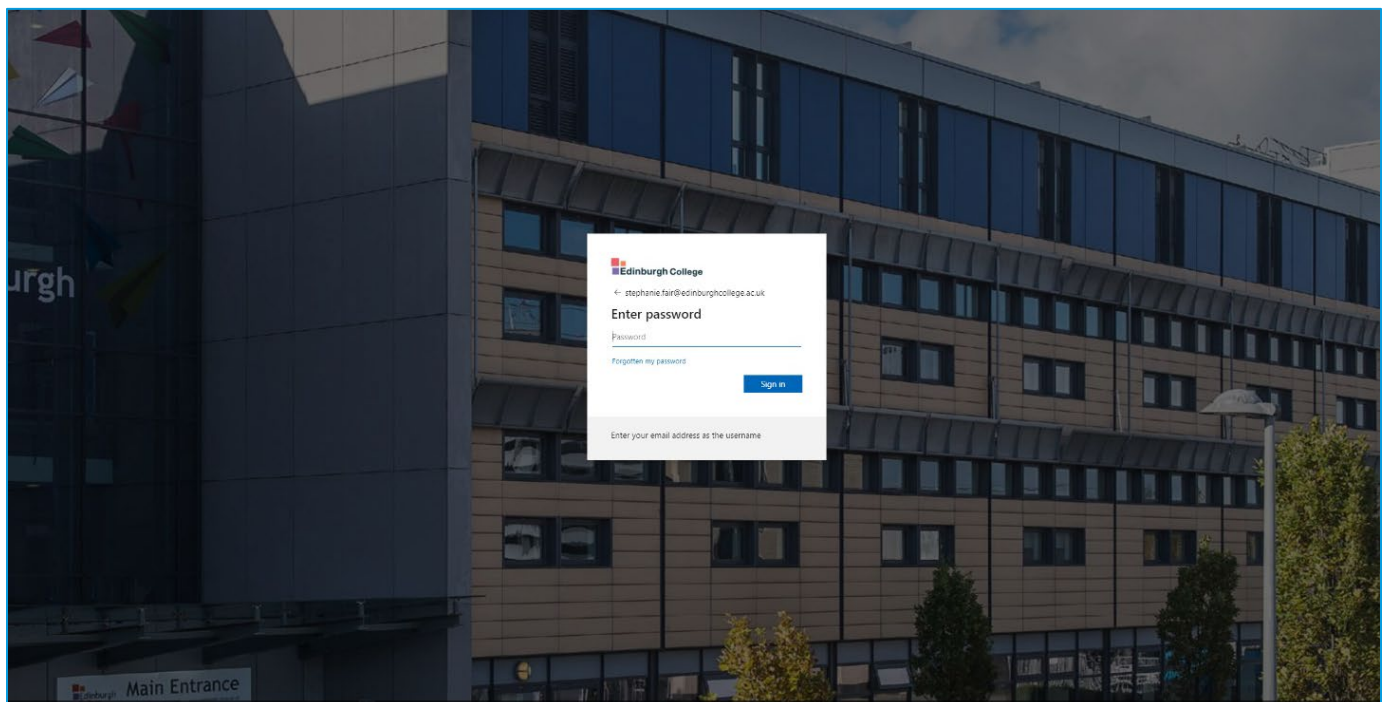 urgh
Edinburgh College
← stephanie.fair@edinburghcollege.ac.uk
Enter password
Password
Forgotten my password
Sign in
Enter your email address as the username
Edinburgh Main Entrance